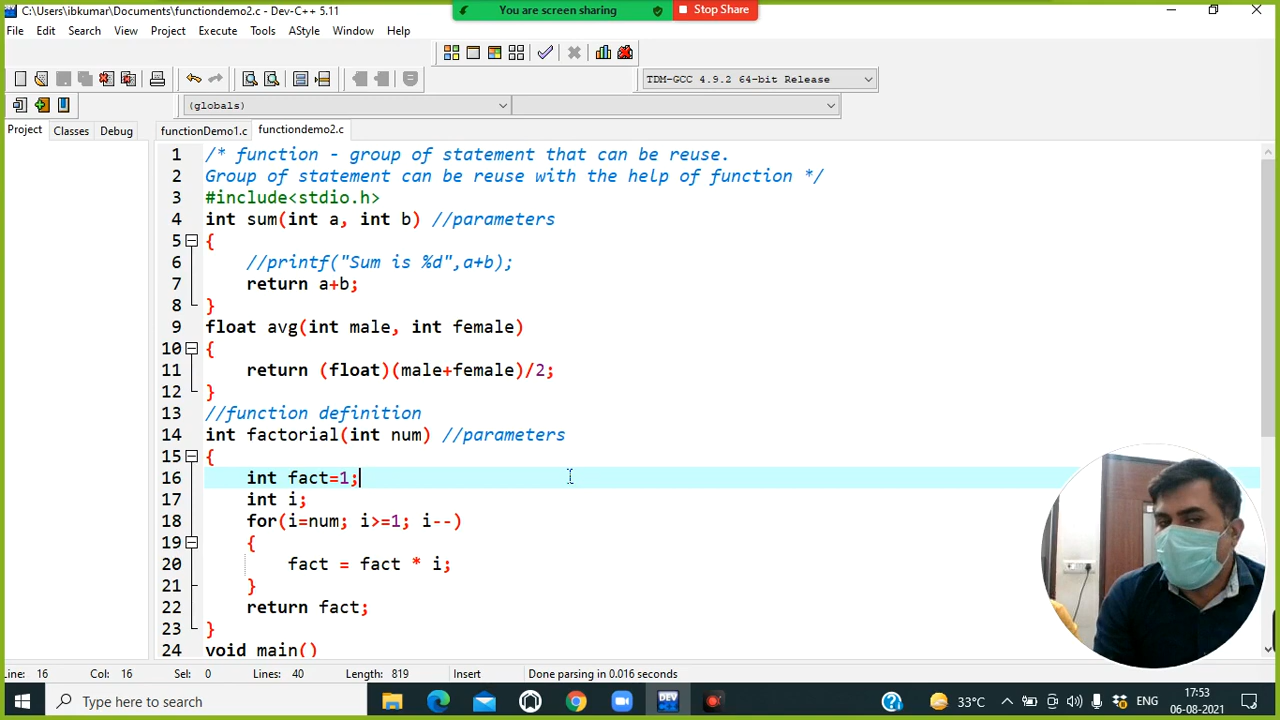 C:\Users\ibkumar\Documents\functiondemo2.c - Dev-C++ 5.11
You are screen sharing
Stop Share
File Edit Search View Project Execute Tools AStyle Window Help
TDM-GCC 4.9.2 64-bit Release
(globals)
Project Classes Debug
functionDemo1.c functiondemo2.c
1 /* function - group of statement that can be reuse.
2 Group of statement can be reuse with the help of function */
3 #include<stdio.h>
4 int sum(int a, int b) //parameters
5 {
6 //printf("Sum is %d",a+b);
7 return a+b;
8 }
9 float avg(int male, int female)
10 {
11 return (float)(male+female)/2;
12 }
13 //function definition
14 int factorial(int num) //parameters
15 {
16 int fact=1;
17 int i;
18 for(i=num; i>=1; i--)
19 {
20 fact = fact * i;
21 }
22 return fact;
23 }
24 void main()
Line: 16 Col: 16 Sel: 0 Lines: 40 Length: 819 Insert Done parsing in 0.016 seconds
Type here to search
DEV
33°C
ENG
17:53
06-08-2021